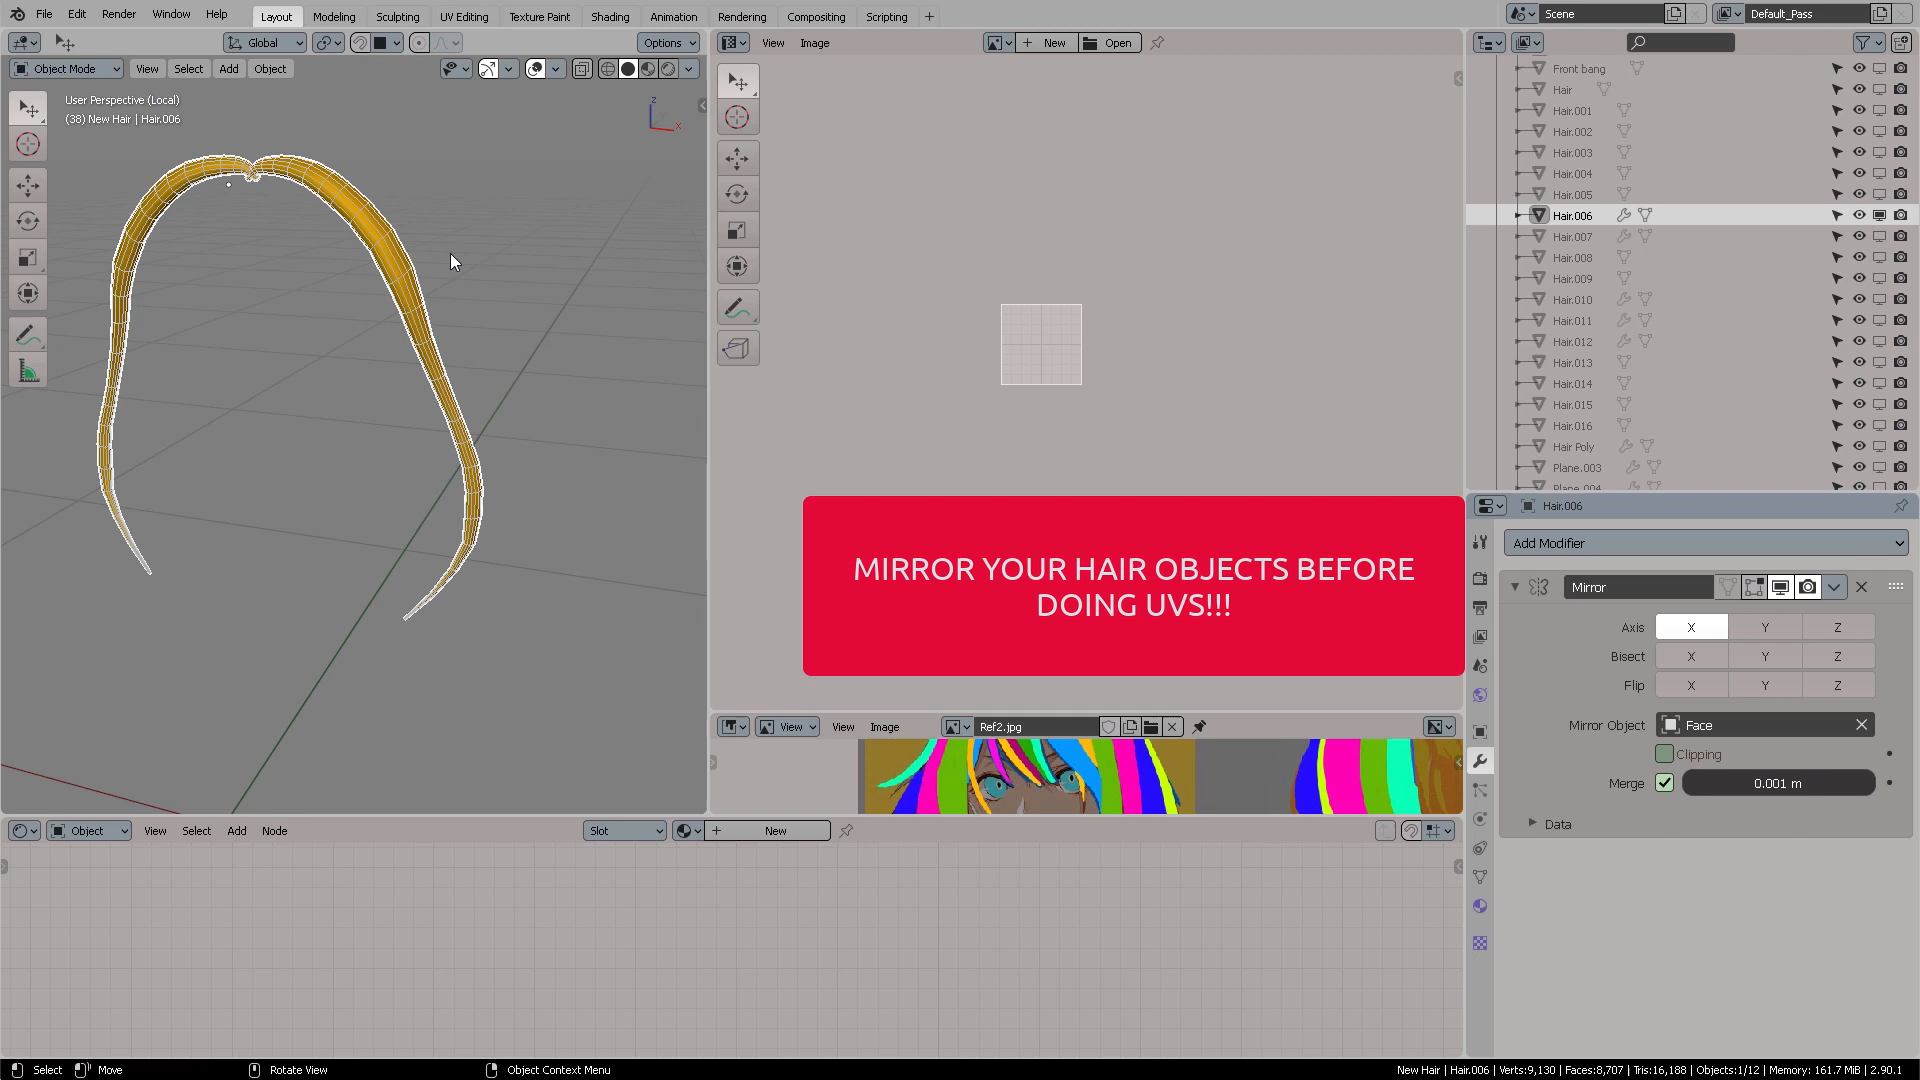 File Edit Render Window Help Layout Modeling Sculpting UV Editing Texture Paint Shading Animation Rendering Compositing Scripting + Scene Default_Pass
Global Options View Image New Open
Object Mode View Select Add Object
User Perspective (Local)
(38) New Hair | Hair.006
Z
X
Front bang
Hair
Hair.001
Hair.002
Hair.003
Hair.004
Hair.005
Hair.006
Hair.007
Hair.008
Hair.009
Hair.010
Hair.011
Hair.012
Hair.013
Hair.014
Hair.015
Hair.016
Hair Poly
Plane.003
Plane.004
MIRROR YOUR HAIR OBJECTS BEFORE
DOING UVS!!!
Hair.006
Add Modifier
Mirror
Axis X Y Z
Bisect X Y Z
Flip X Y Z
Mirror Object Face
Clipping
Merge 0.001 m
Data
View View Image Ref2.jpg
Object View Select Add Node Slot New
Select Move Rotate View Object Context Menu New Hair | Hair.006 | Verts:9,130 | Faces:8,707 | Tris:16,188 | Objects:1/12 | Memory: 161.7 MiB | 2.90.1